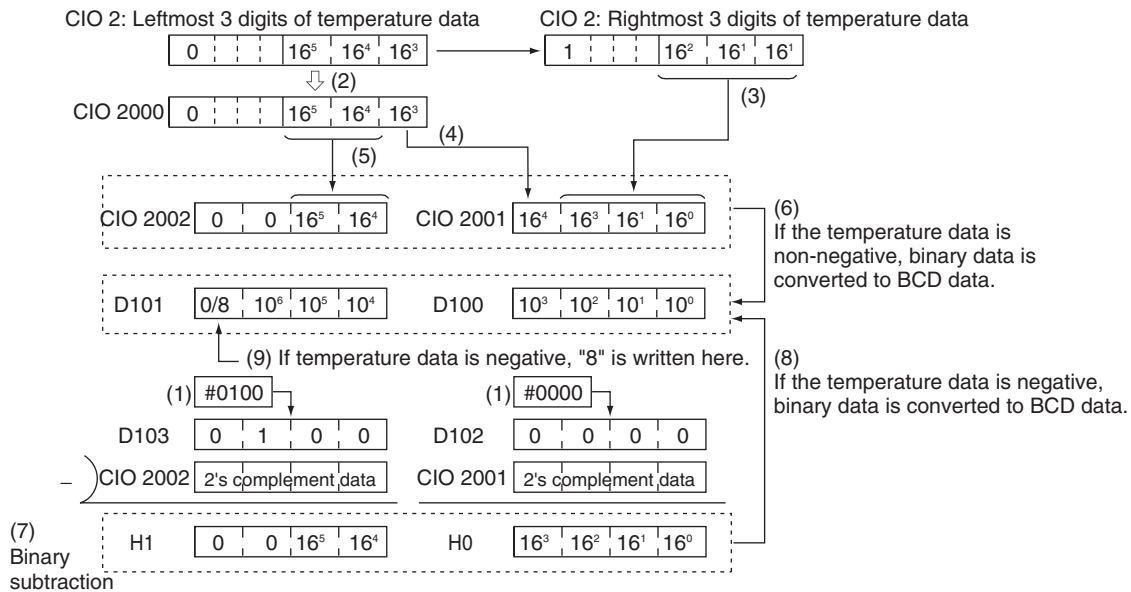 CIO 2: Leftmost 3 digits of temperature data
CIO 2: Rightmost 3 digits of temperature data
0 16⁵ 16⁴ 16³
1 16² 16¹ 16¹
(2)
(3)
CIO 2000 0 16⁵ 16⁴ 16³
(4)
(5)
CIO 2002 0 0 16⁵ 16⁴
CIO 2001 16⁴ 16³ 16¹ 16⁰
(6)
If the temperature data is
non-negative, binary data is
converted to BCD data.
D101 0/8 10⁶ 10⁵ 10⁴
D100 10³ 10² 10¹ 10⁰
(9) If temperature data is negative, "8" is written here.
(8)
If the temperature data is negative,
binary data is converted to BCD data.
(1) #0100
(1) #0000
D103 0 1 0 0
D102 0 0 0 0
– CIO 2002 2's complement data
CIO 2001 2's complement data
(7)
Binary
subtraction
H1 0 0 16⁵ 16⁴
H0 16³ 16² 16¹ 16⁰